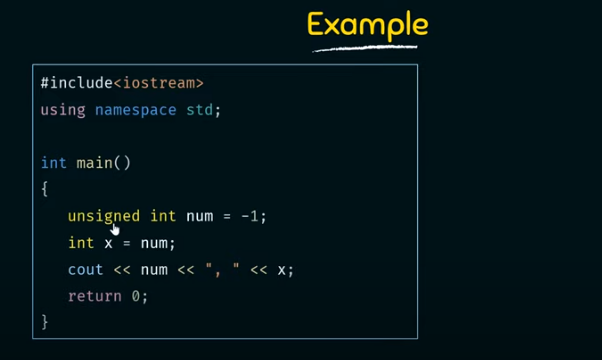 Example
#include<iostream>
using namespace std;
int main()
{
unsigned int num = -1;
int x = num;
cout << num << ", " << x;
return 0;
}